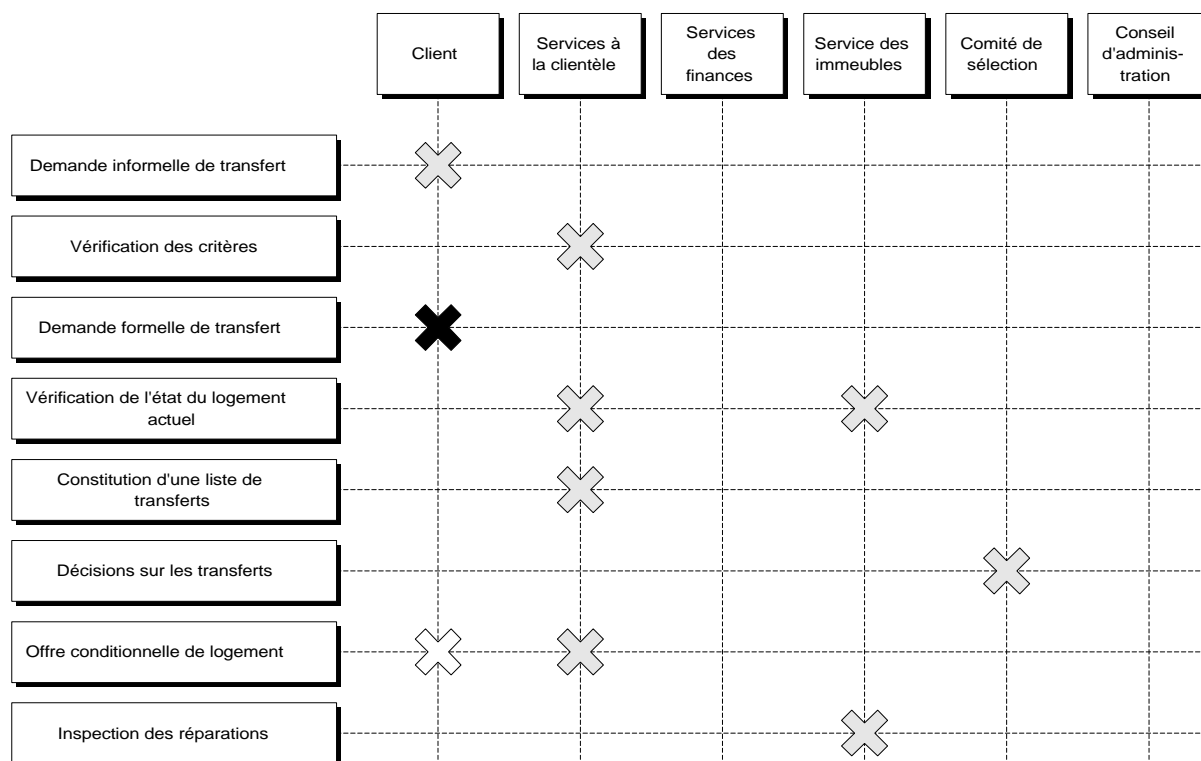 Client
Services à
la clientèle
Services
des
finances
Service des
immeubles
Comité de
sélection
Conseil
d'adminis-
tration
Demande informelle de transfert
Vérification des critères
Demande formelle de transfert
Vérification de l'état du logement
actuel
Constitution d'une liste de
transferts
Décisions sur les transferts
Offre conditionnelle de logement
Inspection des réparations